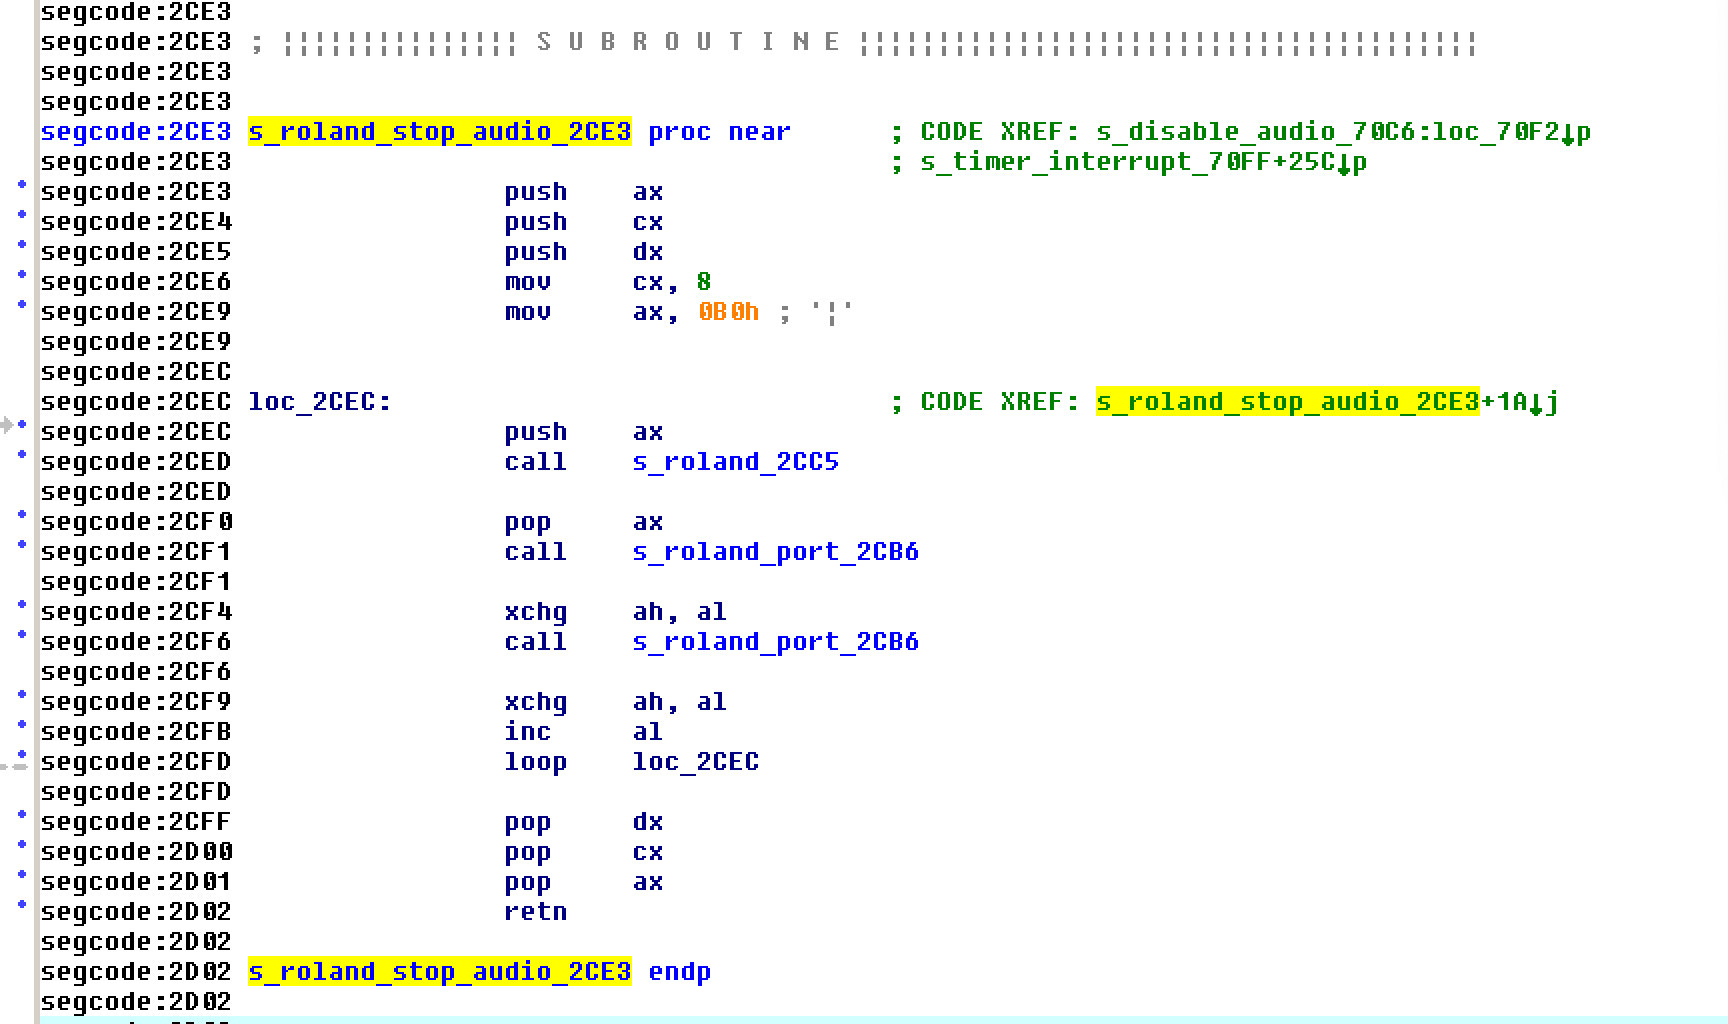 segcode:2CE3
segcode:2CE3 ; ¦¦¦¦¦¦¦¦¦¦¦¦¦¦¦ S U B R O U T I N E ¦¦¦¦¦¦¦¦¦¦¦¦¦¦¦¦¦¦¦¦¦¦¦¦¦¦¦¦¦¦¦¦¦¦¦¦¦¦¦
segcode:2CE3
segcode:2CE3
segcode:2CE3 s_roland_stop_audio_2CE3 proc near ; CODE XREF: s_disable_audio_70C6:loc_70F2↓p
segcode:2CE3 ; s_timer_interrupt_70FF+25C↓p
segcode:2CE3 push ax
segcode:2CE4 push cx
segcode:2CE5 push dx
segcode:2CE6 mov cx, 8
segcode:2CE9 mov ax, 0B0h ; '¦'
segcode:2CE9
segcode:2CEC
segcode:2CEC loc_2CEC: ; CODE XREF: s_roland_stop_audio_2CE3+1A↓j
segcode:2CEC push ax
segcode:2CED call s_roland_2CC5
segcode:2CED
segcode:2CF0 pop ax
segcode:2CF1 call s_roland_port_2CB6
segcode:2CF1
segcode:2CF4 xchg ah, al
segcode:2CF6 call s_roland_port_2CB6
segcode:2CF6
segcode:2CF9 xchg ah, al
segcode:2CFB inc al
segcode:2CFD loop loc_2CEC
segcode:2CFD
segcode:2CFF pop dx
segcode:2D00 pop cx
segcode:2D01 pop ax
segcode:2D02 retn
segcode:2D02
segcode:2D02 s_roland_stop_audio_2CE3 endp
segcode:2D02